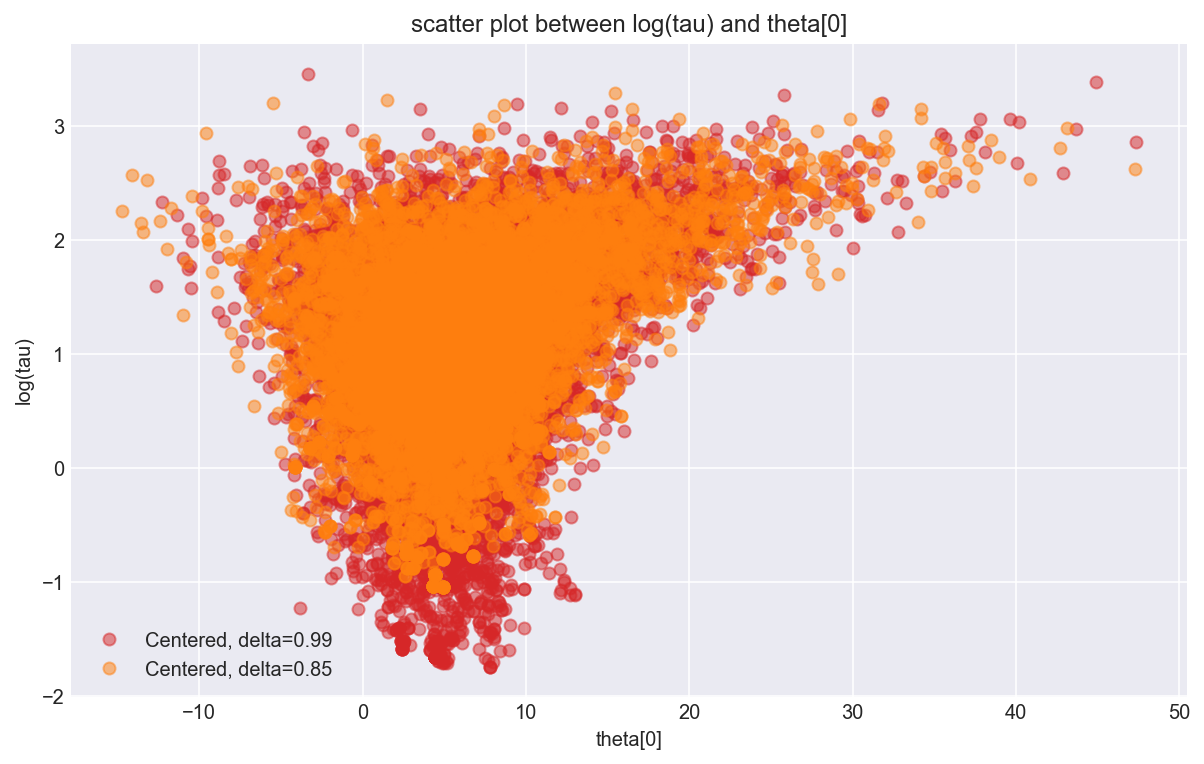 scatter plot between log(tau) and theta[0]
3
2
1
0
−1
−2
log(tau)
Centered, delta=0.99
Centered, delta=0.85
−10 0 10 20 30 40 50
theta[0]